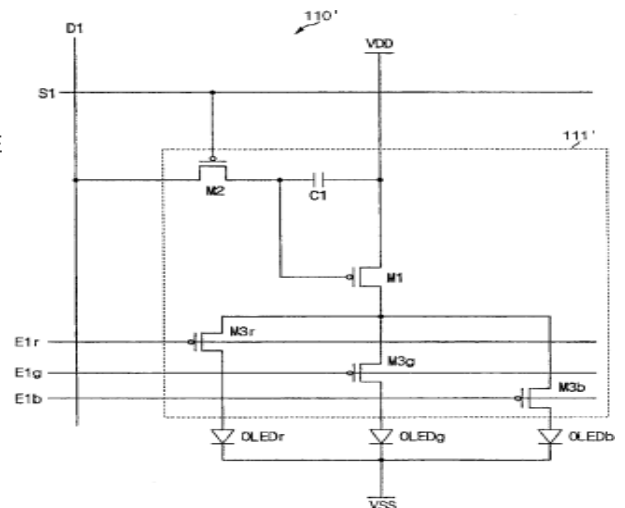 110'
D1
VDD
S1
111'
M2
C1
M1
M3r
E1r
M3g
E1g
M3b
E1b
OLEDr
OLEDg
OLEDb
VSS